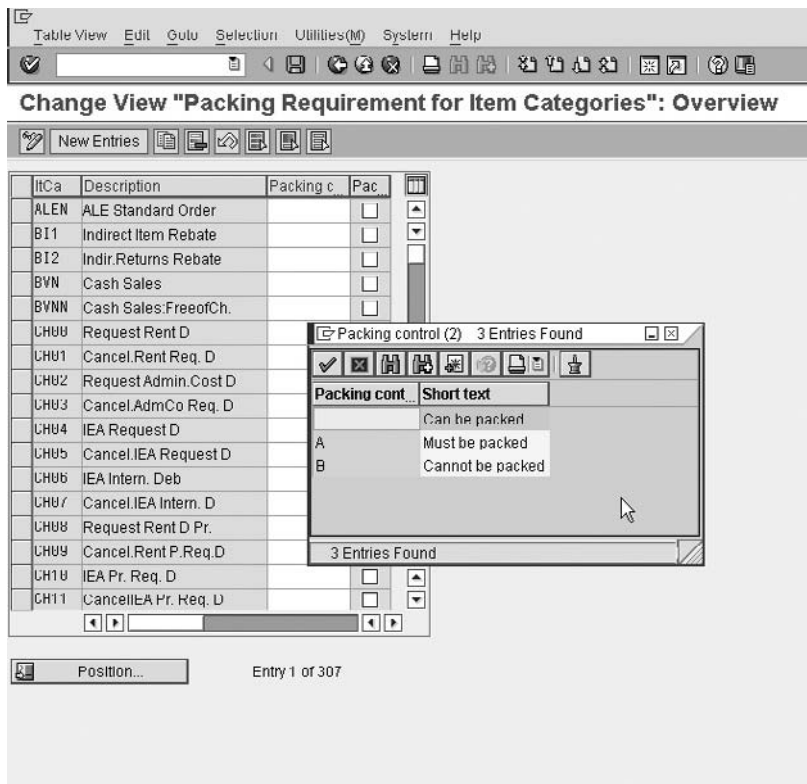 Table View Edit Goto Selection Utilities(M) System Help
Change View "Packing Requirement for Item Categories": Overview
New Entries
ItCa Description Packing c... Pac...
ALEN ALE Standard Order
BI1 Indirect Item Rebate
BI2 Indir.Returns Rebate
BVN Cash Sales
BVNN Cash Sales:FreeofCh.
CH00 Request Rent D
CH01 Cancel.Rent Req. D
CH02 Request Admin.Cost D
CH03 Cancel.AdmCo Req. D
CH04 IEA Request D
CH05 Cancel.IEA Request D
CH06 IEA Intern. Deb
CH07 Cancel.IEA Intern. D
CH08 Request Rent D Pr.
CH09 Cancel.Rent P.Req.D
CH10 IEA Pr. Req. D
CH11 CancelIEA Pr. Req. D
Packing control (2) 3 Entries Found
Packing cont... Short text
Can be packed
A Must be packed
B Cannot be packed
3 Entries Found
Position... Entry 1 of 307